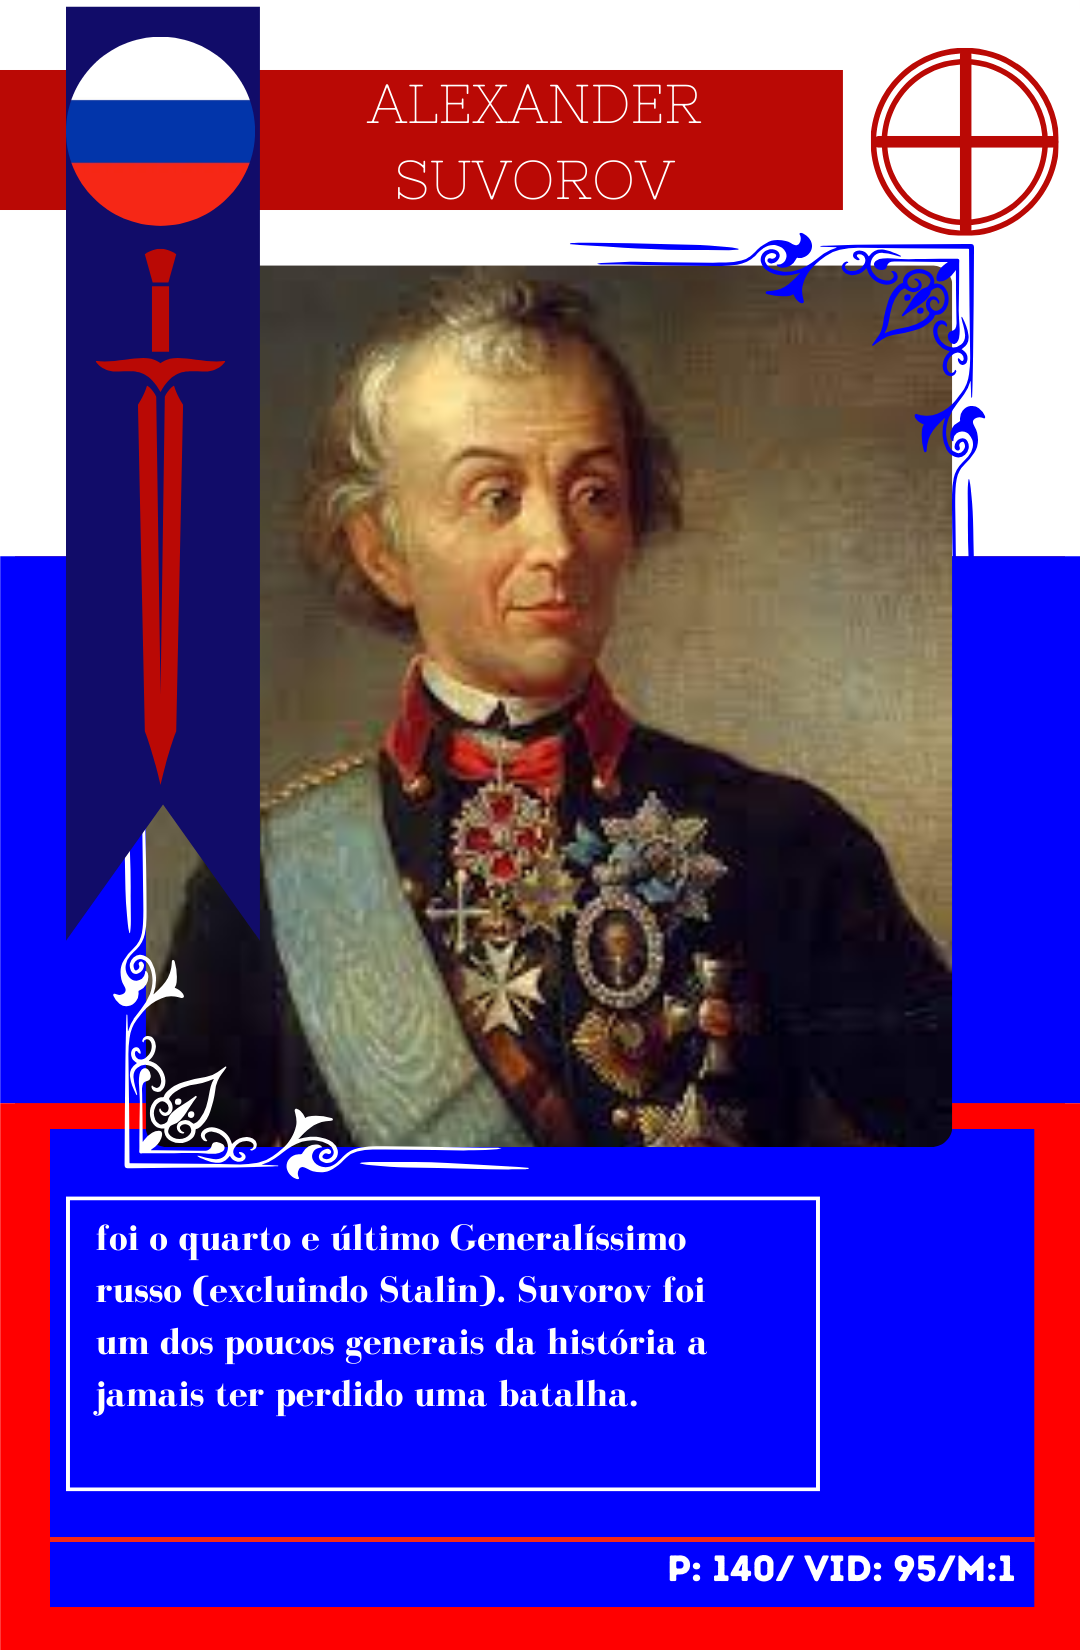 ALEXANDER
SUVOROV
foi o quarto e último Generalíssimo
russo (excluindo Stalin). Suvorov foi
um dos poucos generais da história a
jamais ter perdido uma batalha.
P: 140/ VID: 95/M:1